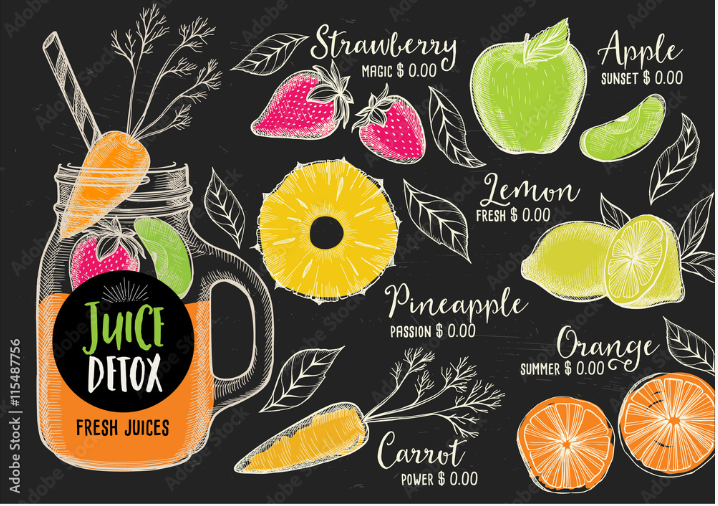 Strawberry
MAGIC $ 0.00
Apple
SUNSET $ 0.00
Lemon
FRESH $ 0.00
Pineapple
PASSION $ 0.00
Orange
SUMMER $ 0.00
Carrot
POWER $ 0.00
JUICE
DETOX
FRESH JUICES
Adobe Stock | #115487756